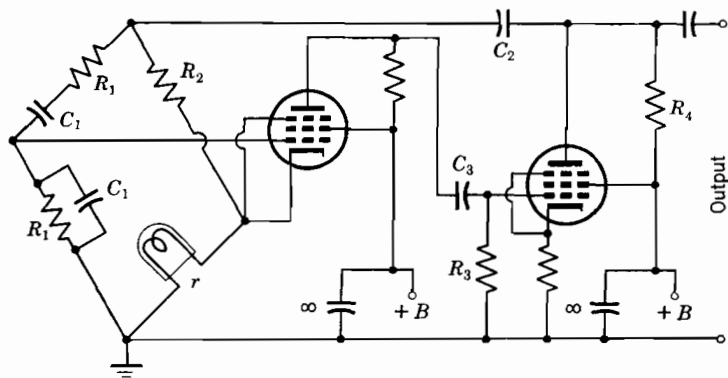 C₂
R₁
R₂
C₁
R₄
C₃
C₁
R₁
R₃
r
∞
+ B
∞
+ B
Output